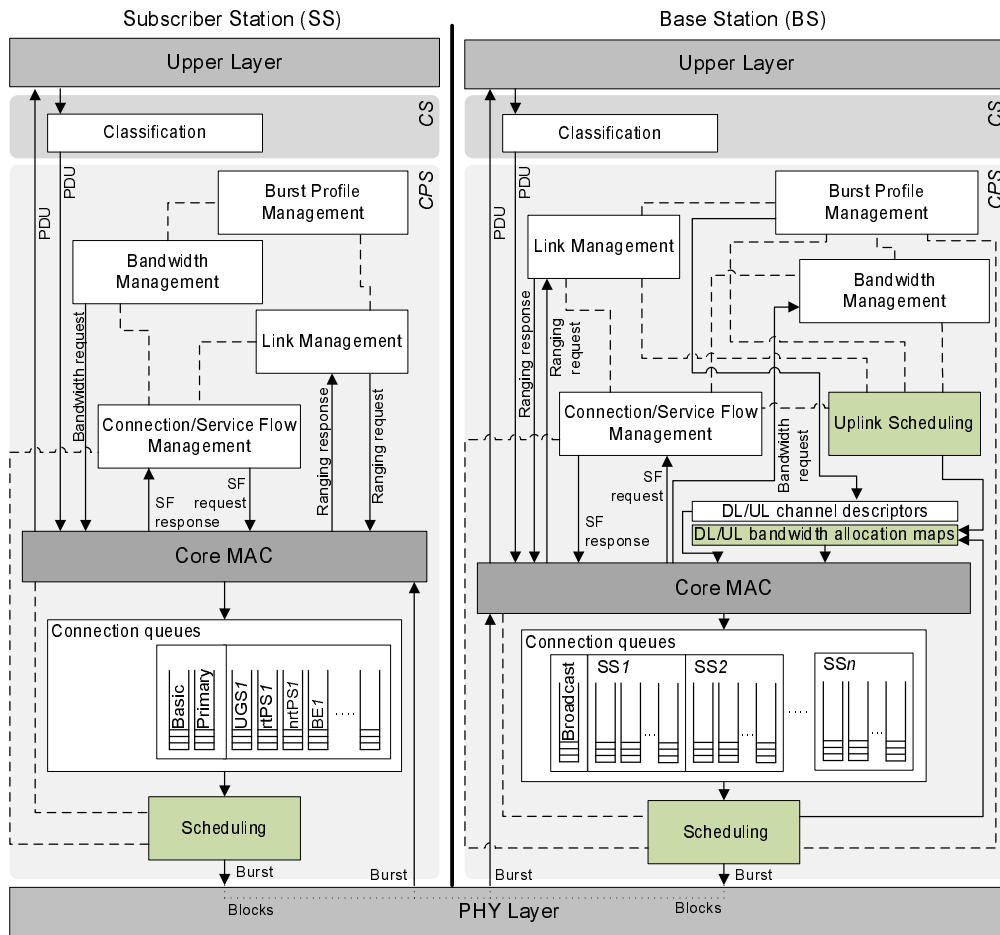 Subscriber Station (SS)
Upper Layer
CS
Classification
PDU
PDU
CPS
Burst Profile
Management
Bandwidth
Management
Link Management
Bandwidth request
Connection/Service Flow
Management
Ranging response
Ranging request
SF
response
SF
request
Core MAC
Connection queues
Basic
Primary
UGS1
rtPS1
nrtPS1
BE1
.....
Scheduling
Burst
Burst
Blocks
Base Station (BS)
Upper Layer
CS
Classification
PDU
PDU
CPS
Burst Profile
Management
Link Management
Bandwidth
Management
Ranging response
Ranging
request
Connection/Service Flow
Management
Uplink Scheduling
Bandwidth
request
SF
request
SF
response
DL/UL channel descriptors
DL/UL bandwidth allocation maps
Core MAC
Connection queues
Broadcast
SS1
SS2
SSn
...
...
.....
...
Scheduling
Burst
Burst
Blocks
PHY Layer